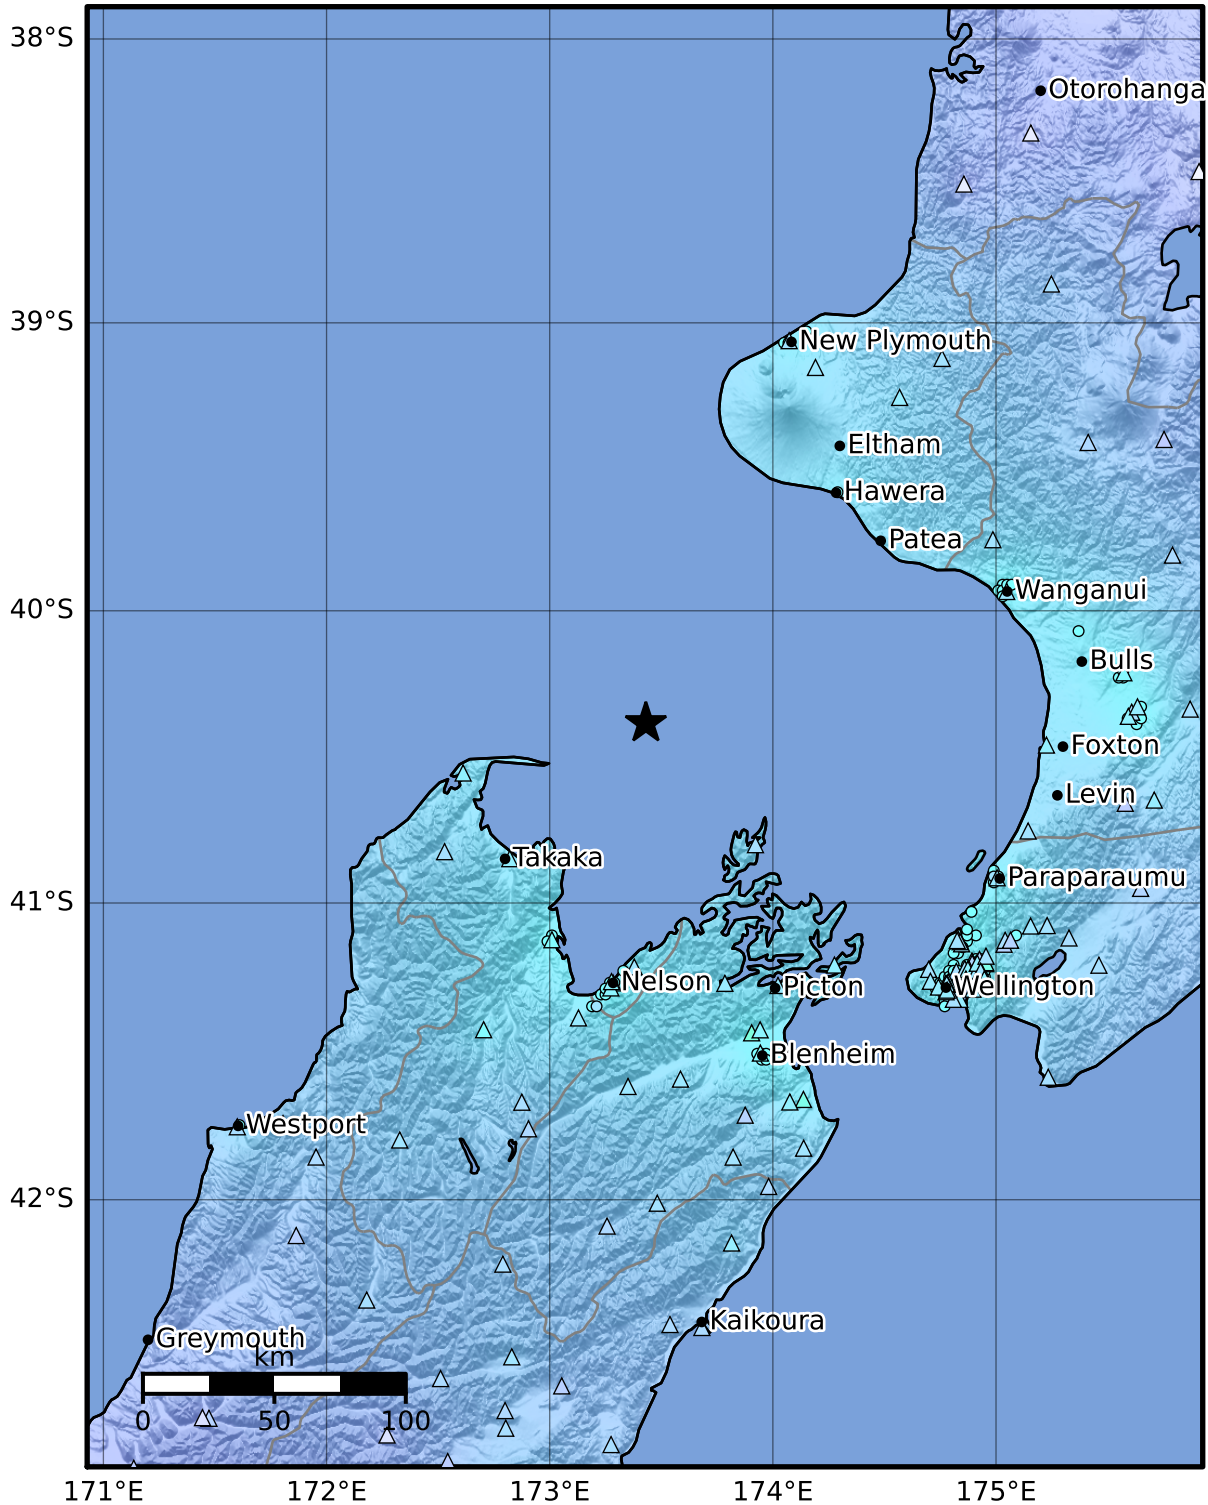 38°S
Otorohanga
39°S
New Plymouth
Eltham
Hawera
Patea
40°S
Wanganui
Bulls
Foxton
Levin
Takaka
Paraparaumu
41°S
Nelson
Picton
Wellington
Blenheim
Westport
42°S
Kaikoura
Greymouth
km
0 50 100
171°E 172°E 173°E 174°E 175°E